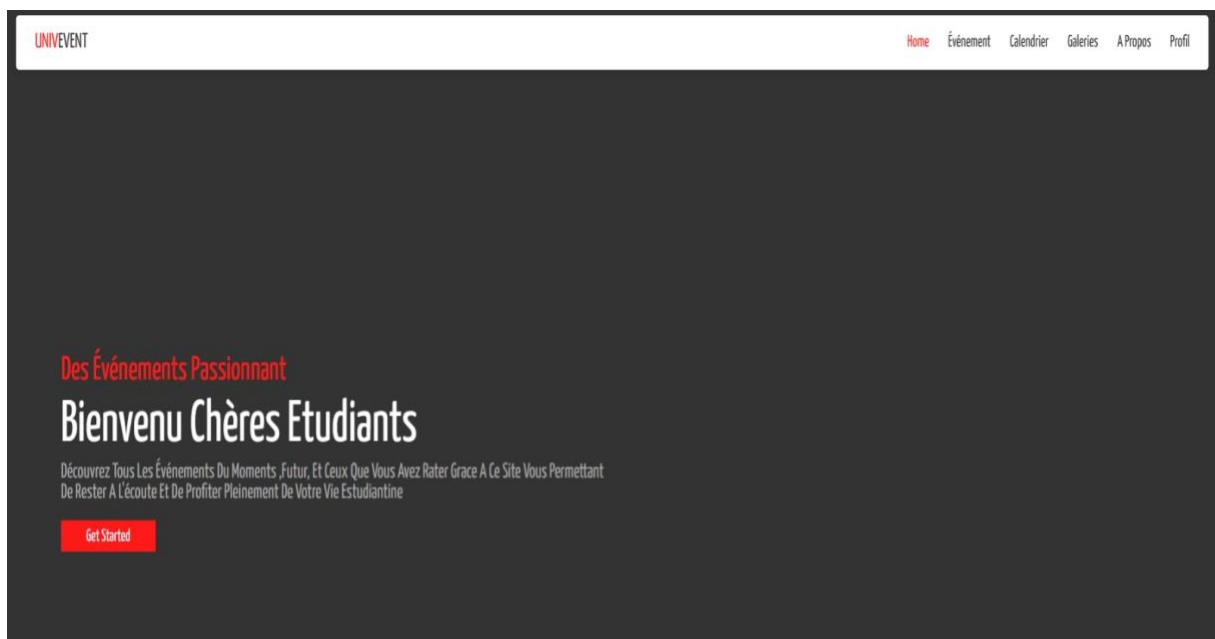 UNIVEVENT
Home Événement Calendrier Galeries A Propos Profil
Des Événements Passionnant
Bienvenu Chères Etudiants
Découvrez Tous Les Événements Du Moments ,Futur, Et Ceux Que Vous Avez Rater Grace A Ce Site Vous Permettant
De Rester A L'écoute Et De Profiter Pleinement De Votre Vie Estudiantine
Get Started